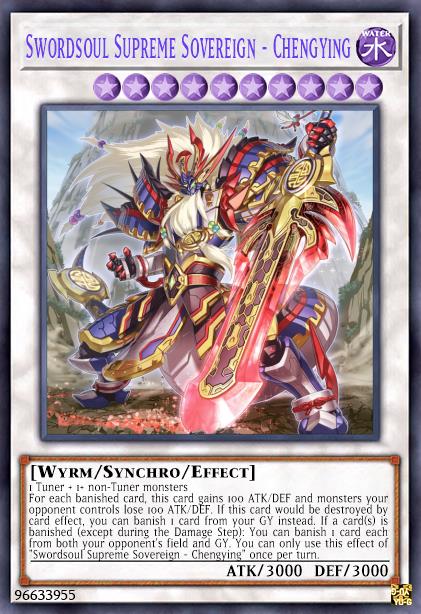 SWORDSOUL SUPREME SOVEREIGN - CHENGYING
WATER
水
[WYRM/SYNCHRO/EFFECT]
1 Tuner + 1+ non-Tuner monsters
For each banished card, this card gains 100 ATK/DEF and monsters your
opponent controls lose 100 ATK/DEF. If this card would be destroyed by
card effect, you can banish 1 card from your GY instead. If a card(s) is
banished (except during the Damage Step): You can banish 1 card each
from both your opponent's field and GY. You can only use this effect of
"Swordsoul Supreme Sovereign - Chengying" once per turn.
ATK/3000 DEF/3000
96633955